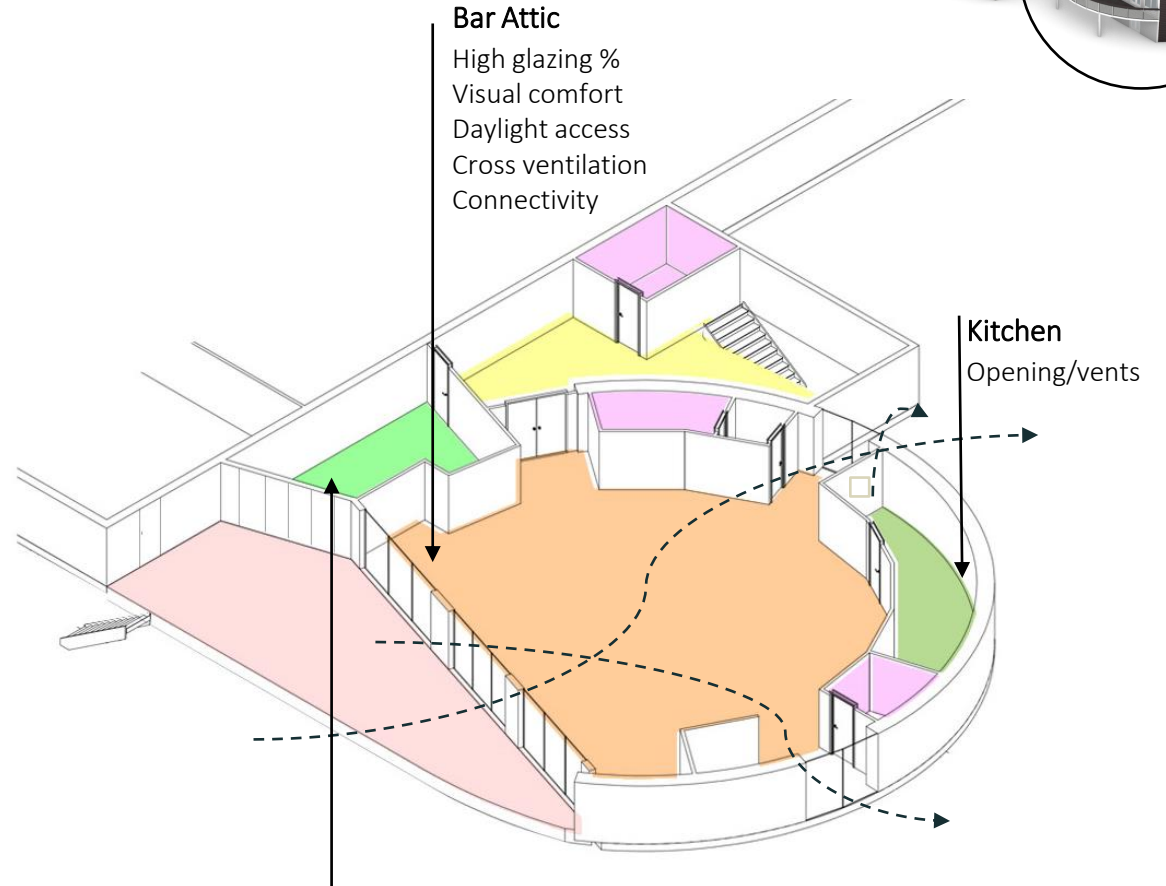 Bar Attic
High glazing %
Visual comfort
Daylight access
Cross ventilation
Connectivity
Kitchen
Opening/vents